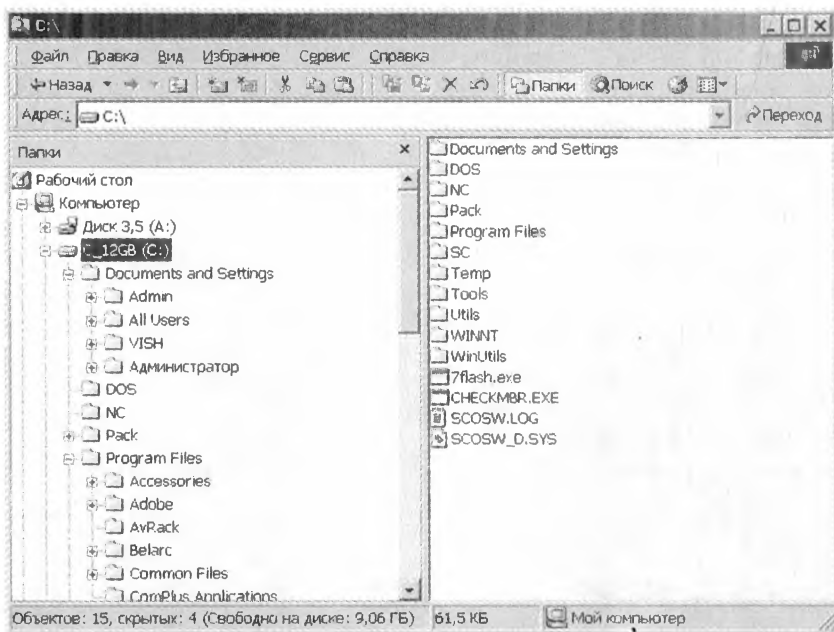 C:\
Файл Правка Вид Избранное Сервис Справка
Назад Папки Поиск
Адрес: C:\ Переход
Папки
Рабочий стол
Компьютер
Диск 3,5 (A:)
C_12GB (C:)
Documents and Settings
Admin
All Users
VISH
Администратор
DOS
NC
Pack
Program Files
Accessories
Adobe
AvRack
Belarc
Common Files
ComPlus Applications
Documents and Settings
DOS
NC
Pack
Program Files
SC
Temp
Tools
Utils
WINNT
WinUtils
7flash.exe
CHECKMBR.EXE
SCOSW.LOG
SCOSW_D.SYS
Объектов: 15, скрытых: 4 (Свободно на диске: 9,06 ГБ) 61,5 КБ Мой компьютер